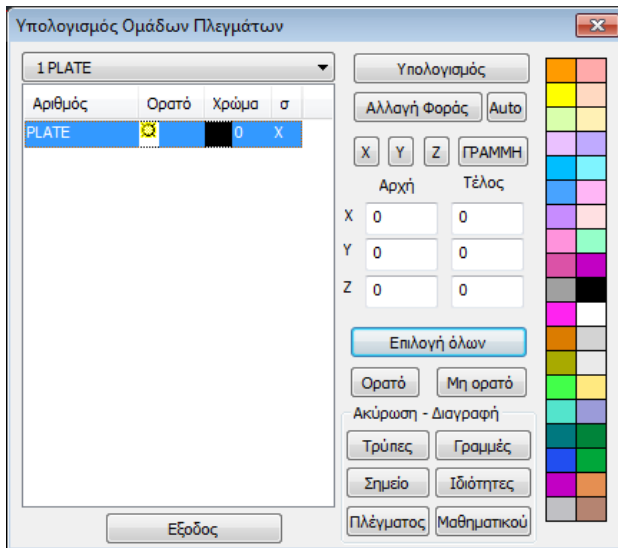 Υπολογισμός Ομάδων Πλεγμάτων
1 PLATE
Υπολογισμός
Αριθμός Ορατό Χρώμα σ
Αλλαγή Φοράς Auto
PLATE 0 X
X Y Z ΓΡΑΜΜΗ
Αρχή Τέλος
X 0 0
Y 0 0
Z 0 0
Επιλογή όλων
Ορατό Μη ορατό
Ακύρωση - Διαγραφή
Τρύπες Γραμμές
Σημείο Ιδιότητες
Πλέγματος Μαθηματικού
Εξοδος